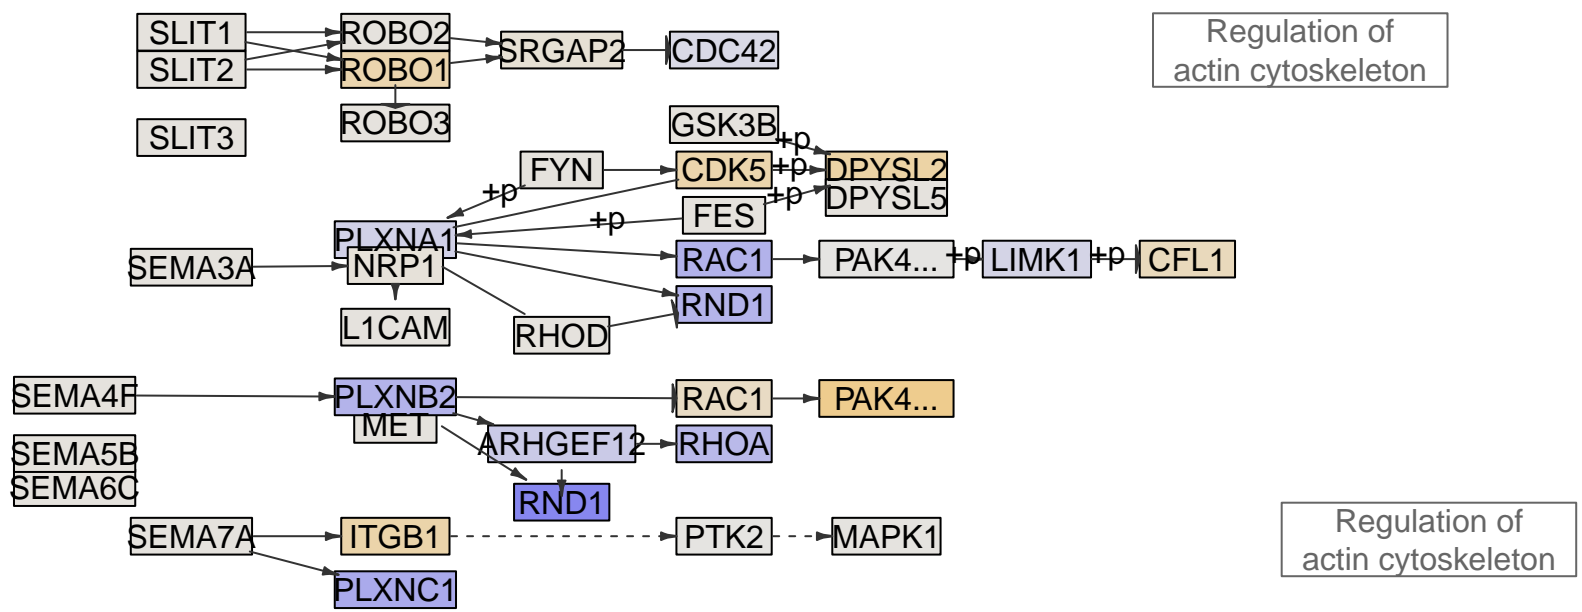 SLIT1
ROBO2
SRGAP2
CDC42
Regulation of
actin cytoskeleton
SLIT2
ROBO1
SLIT3
ROBO3
GSK3B
+p
FYN
CDK5
+p
DPYSL2
+p
FES
+p
DPYSL5
PLXNA1
+p
SEMA3A
NRP1
RAC1
PAK4...
+p
LIMK1
+p
CFL1
RND1
L1CAM
RHOD
SEMA4F
PLXNB2
RAC1
PAK4...
MET
ARHGEF12
RHOA
SEMA5B
SEMA6C
RND1
SEMA7A
ITGB1
PTK2
MAPK1
Regulation of
actin cytoskeleton
PLXNC1